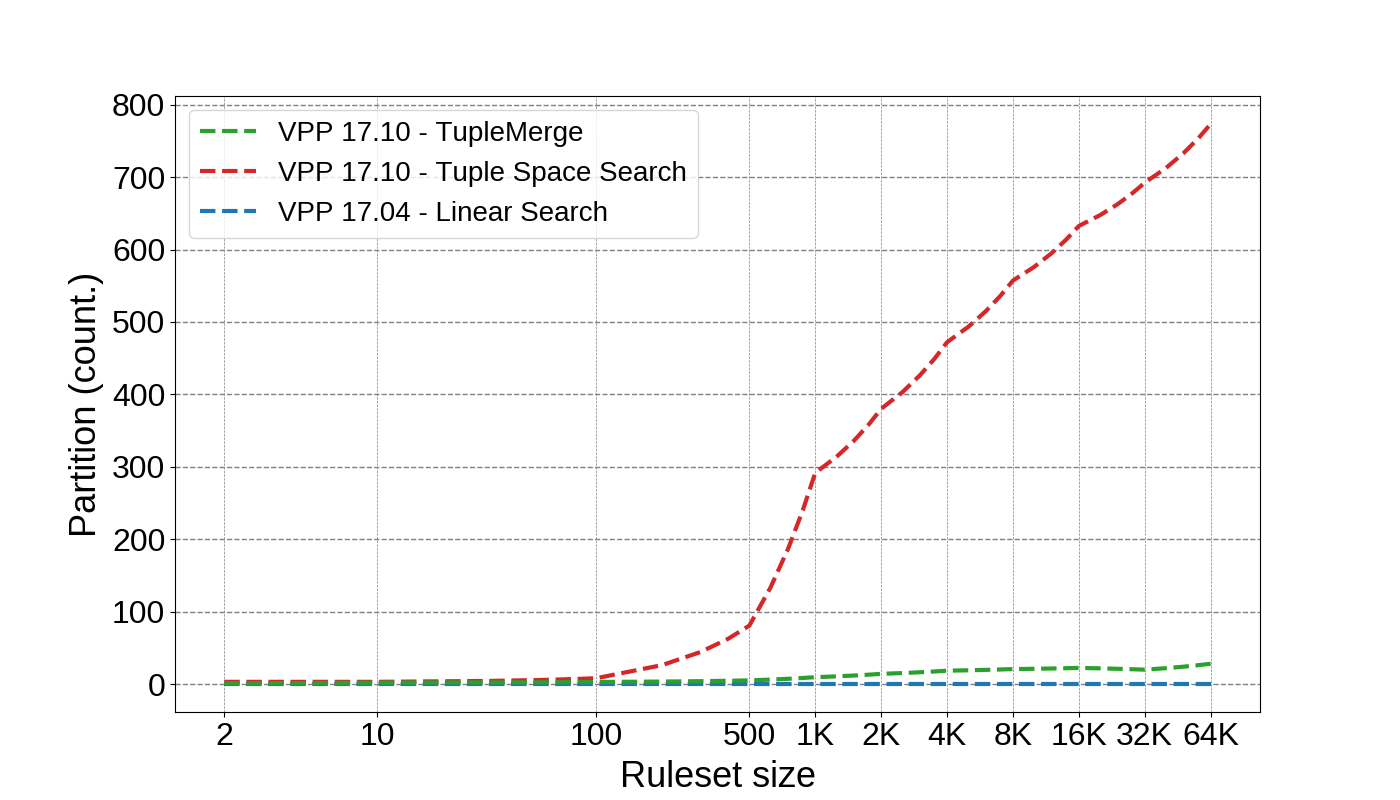 800
700
600
500
400
300
200
100
0
Partition (count.)
VPP 17.10 - TupleMerge
VPP 17.10 - Tuple Space Search
VPP 17.04 - Linear Search
2 10 100 500 1K 2K 4K 8K 16K 32K 64K
Ruleset size